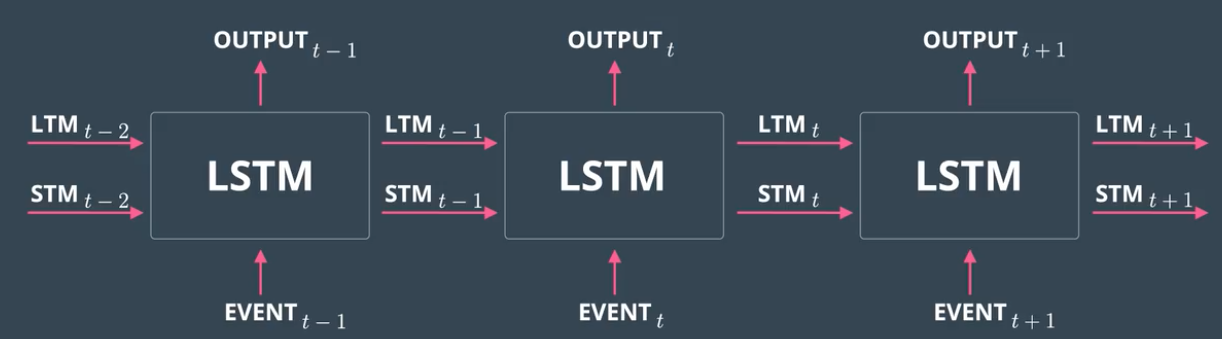 OUTPUT t − 1 OUTPUT t OUTPUT t + 1
LTM t − 2 LTM t − 1 LTM t LTM t + 1
LSTM LSTM LSTM
STM t − 2 STM t − 1 STM t STM t + 1
EVENT t − 1 EVENT t EVENT t + 1